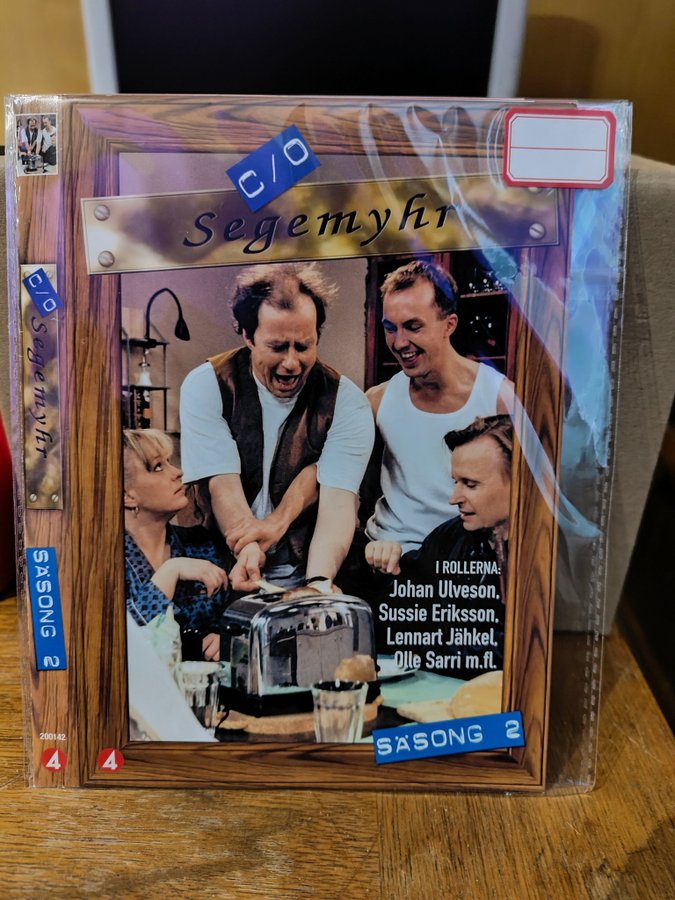 C/O
Segemyhr
I ROLLERNA:
Johan Ulveson,
Sussie Eriksson,
Lennart Jähkel,
Olle Sarri m.fl.
SÄSONG 2
4
C/O
Segemyhr
SÄSONG 2
200142
4